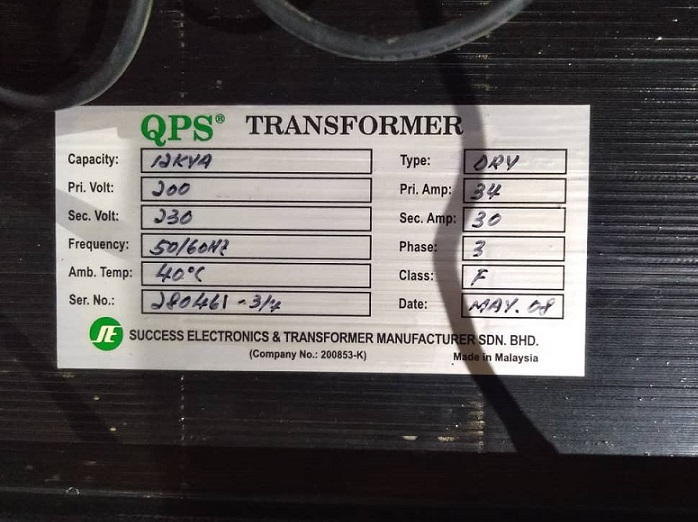 QPS® TRANSFORMER
Capacity: 12KVA Type: DRY
Pri. Volt: 200 Pri. Amp: 34
Sec. Volt: 230 Sec. Amp: 30
Frequency: 50/60HZ Phase: 3
Amb. Temp: 40°C Class: F
Ser. No.: 280461-3/4 Date: MAY. 08
SE SUCCESS ELECTRONICS & TRANSFORMER MANUFACTURER SDN. BHD.
(Company No.: 200853-K) Made in Malaysia